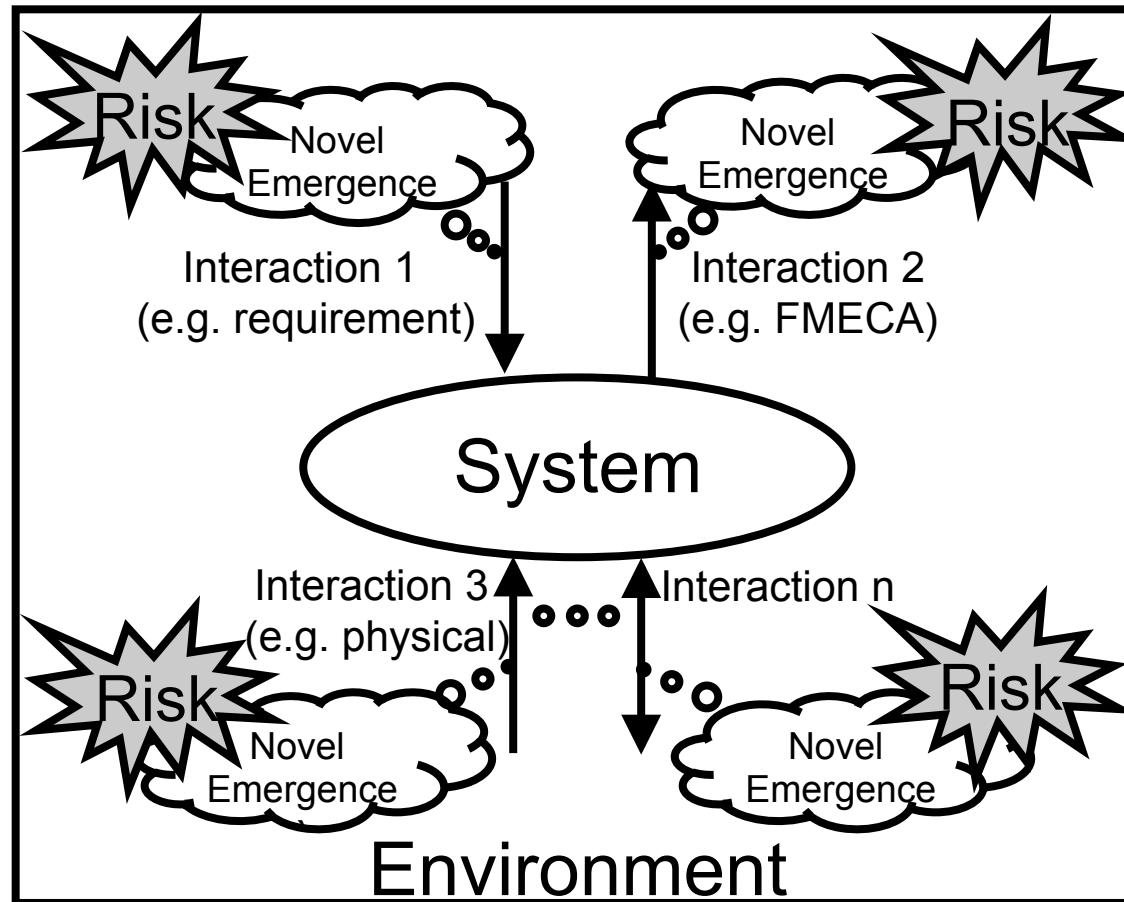 Risk
Novel
Emergence
Novel
Emergence
Risk
Interaction 1
(e.g. requirement)
Interaction 2
(e.g. FMECA)
System
Interaction 3
(e.g. physical)
Interaction n
Risk
Novel
Emergence
Novel
Emergence
Risk
Environment